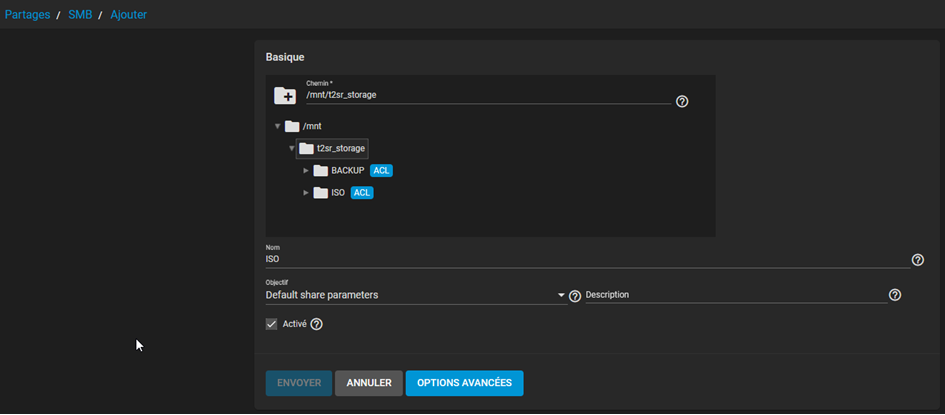 Partages / SMB / Ajouter
Basique
Chemin *
/mnt/t2sr_storage
/mnt
t2sr_storage
BACKUP ACL
ISO ACL
Nom
ISO
Objectif
Default share parameters
Description
Activé
ENVOYER ANNULER OPTIONS AVANCÉES